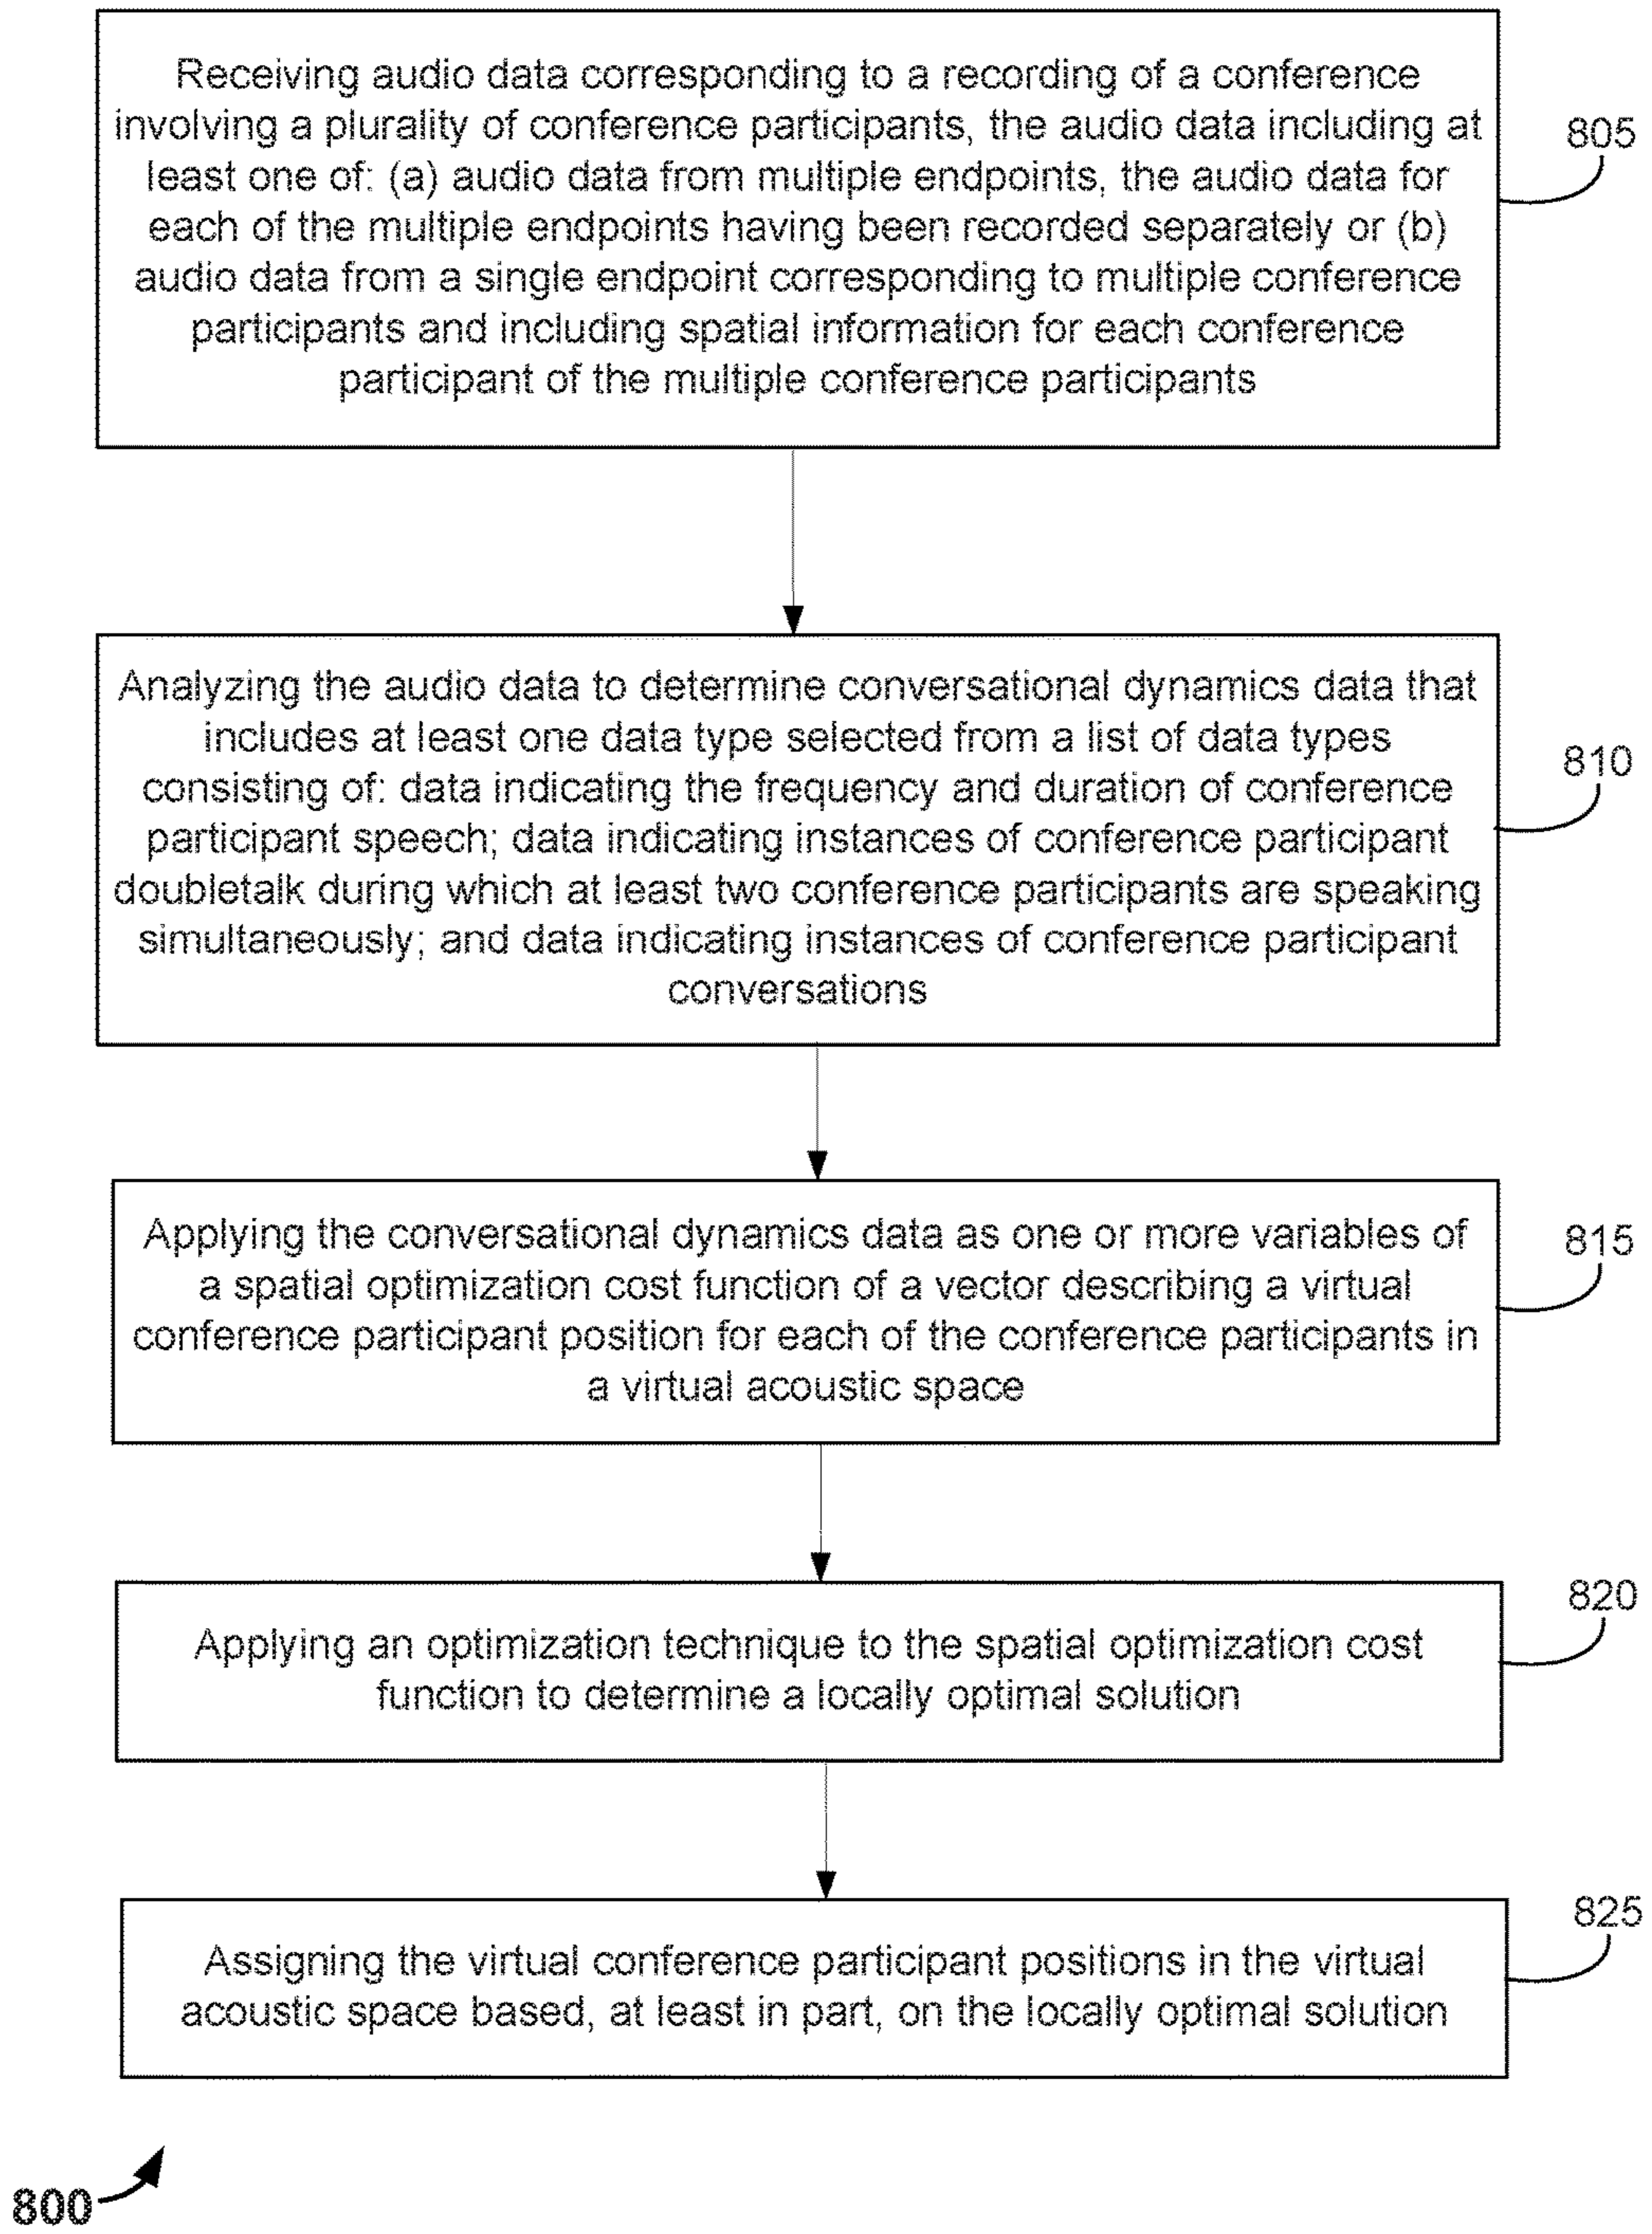 Receiving audio data corresponding to a recording of a conference
involving a plurality of conference participants, the audio data including at
least one of: (a) audio data from multiple endpoints, the audio data for
each of the multiple endpoints having been recorded separately or (b)
audio data from a single endpoint corresponding to multiple conference
participants and including spatial information for each conference
participant of the multiple conference participants
805
Analyzing the audio data to determine conversational dynamics data that
includes at least one data type selected from a list of data types
consisting of: data indicating the frequency and duration of conference
participant speech; data indicating instances of conference participant
doubletalk during which at least two conference participants are speaking
simultaneously; and data indicating instances of conference participant
conversations
810
Applying the conversational dynamics data as one or more variables of
a spatial optimization cost function of a vector describing a virtual
conference participant position for each of the conference participants in
a virtual acoustic space
815
Applying an optimization technique to the spatial optimization cost
function to determine a locally optimal solution
820
Assigning the virtual conference participant positions in the virtual
acoustic space based, at least in part, on the locally optimal solution
825
800